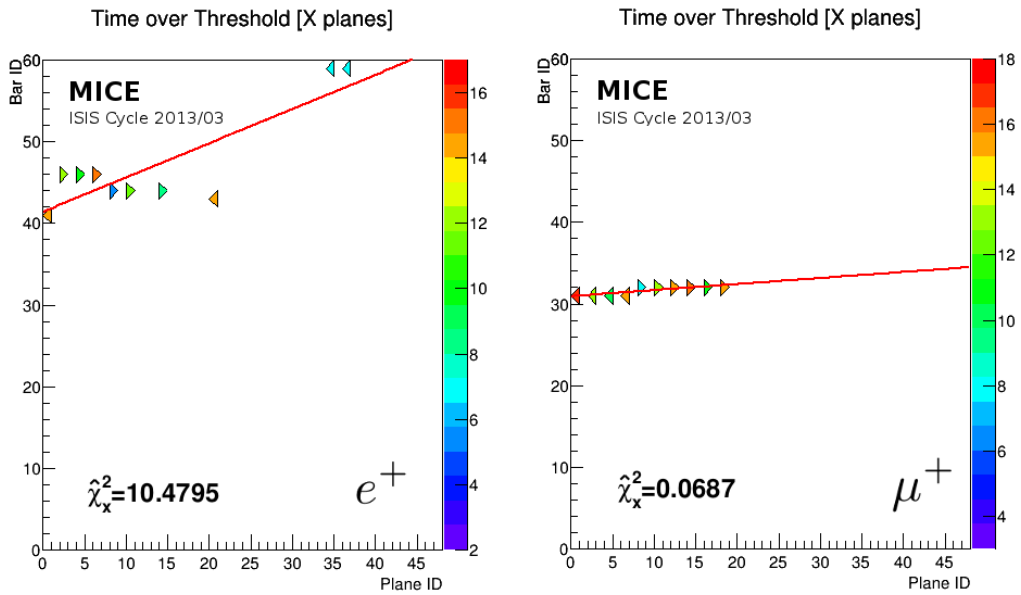 Time over Threshold [X planes]
Bar ID
60
50
40
30
20
10
0
MICE
ISIS Cycle 2013/03
χ̂²ₓ=10.4795
e⁺
0 5 10 15 20 25 30 35 40 45
Plane ID
16
14
12
10
8
6
4
2
Time over Threshold [X planes]
Bar ID
60
50
40
30
20
10
0
MICE
ISIS Cycle 2013/03
χ̂²ₓ=0.0687
μ⁺
0 5 10 15 20 25 30 35 40 45
Plane ID
18
16
14
12
10
8
6
4